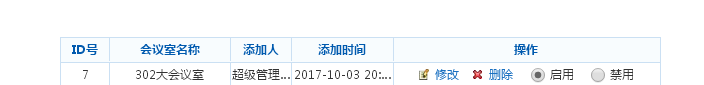 ID号 会议室名称 添加人 添加时间 操作
7 302大会议室 超级管理... 2017-10-03 20:... 修改 删除 启用 禁用